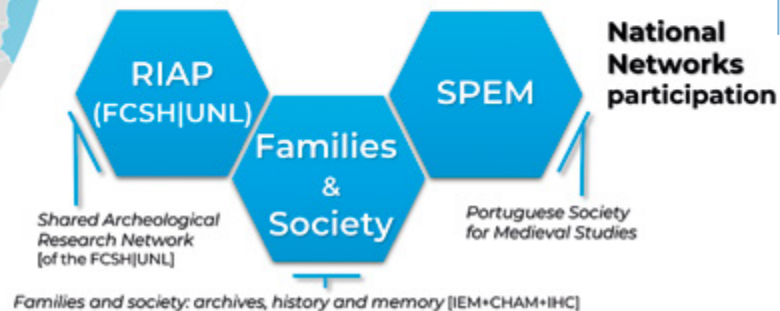 RIAP
(FCSH|UNL)
Families
&
Society
SPEM
National
Networks
participation
Shared Archeological
Research Network
[of the FCSH|UNL]
Portuguese Society
for Medieval Studies
Families and society: archives, history and memory [IEM+CHAM+IHC]